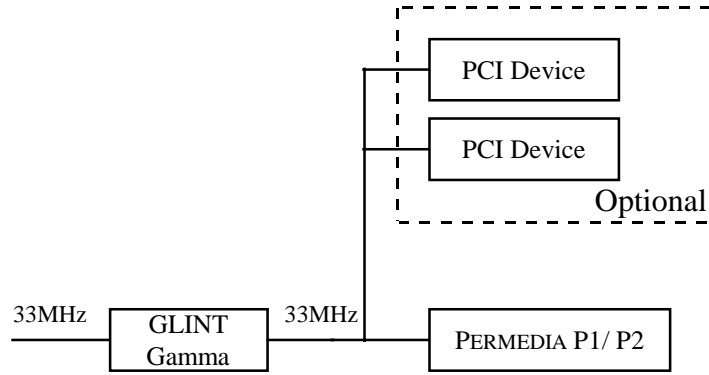 PCI Device
PCI Device
Optional
33MHz
GLINT
Gamma
33MHz
PERMEDIA P1/ P2